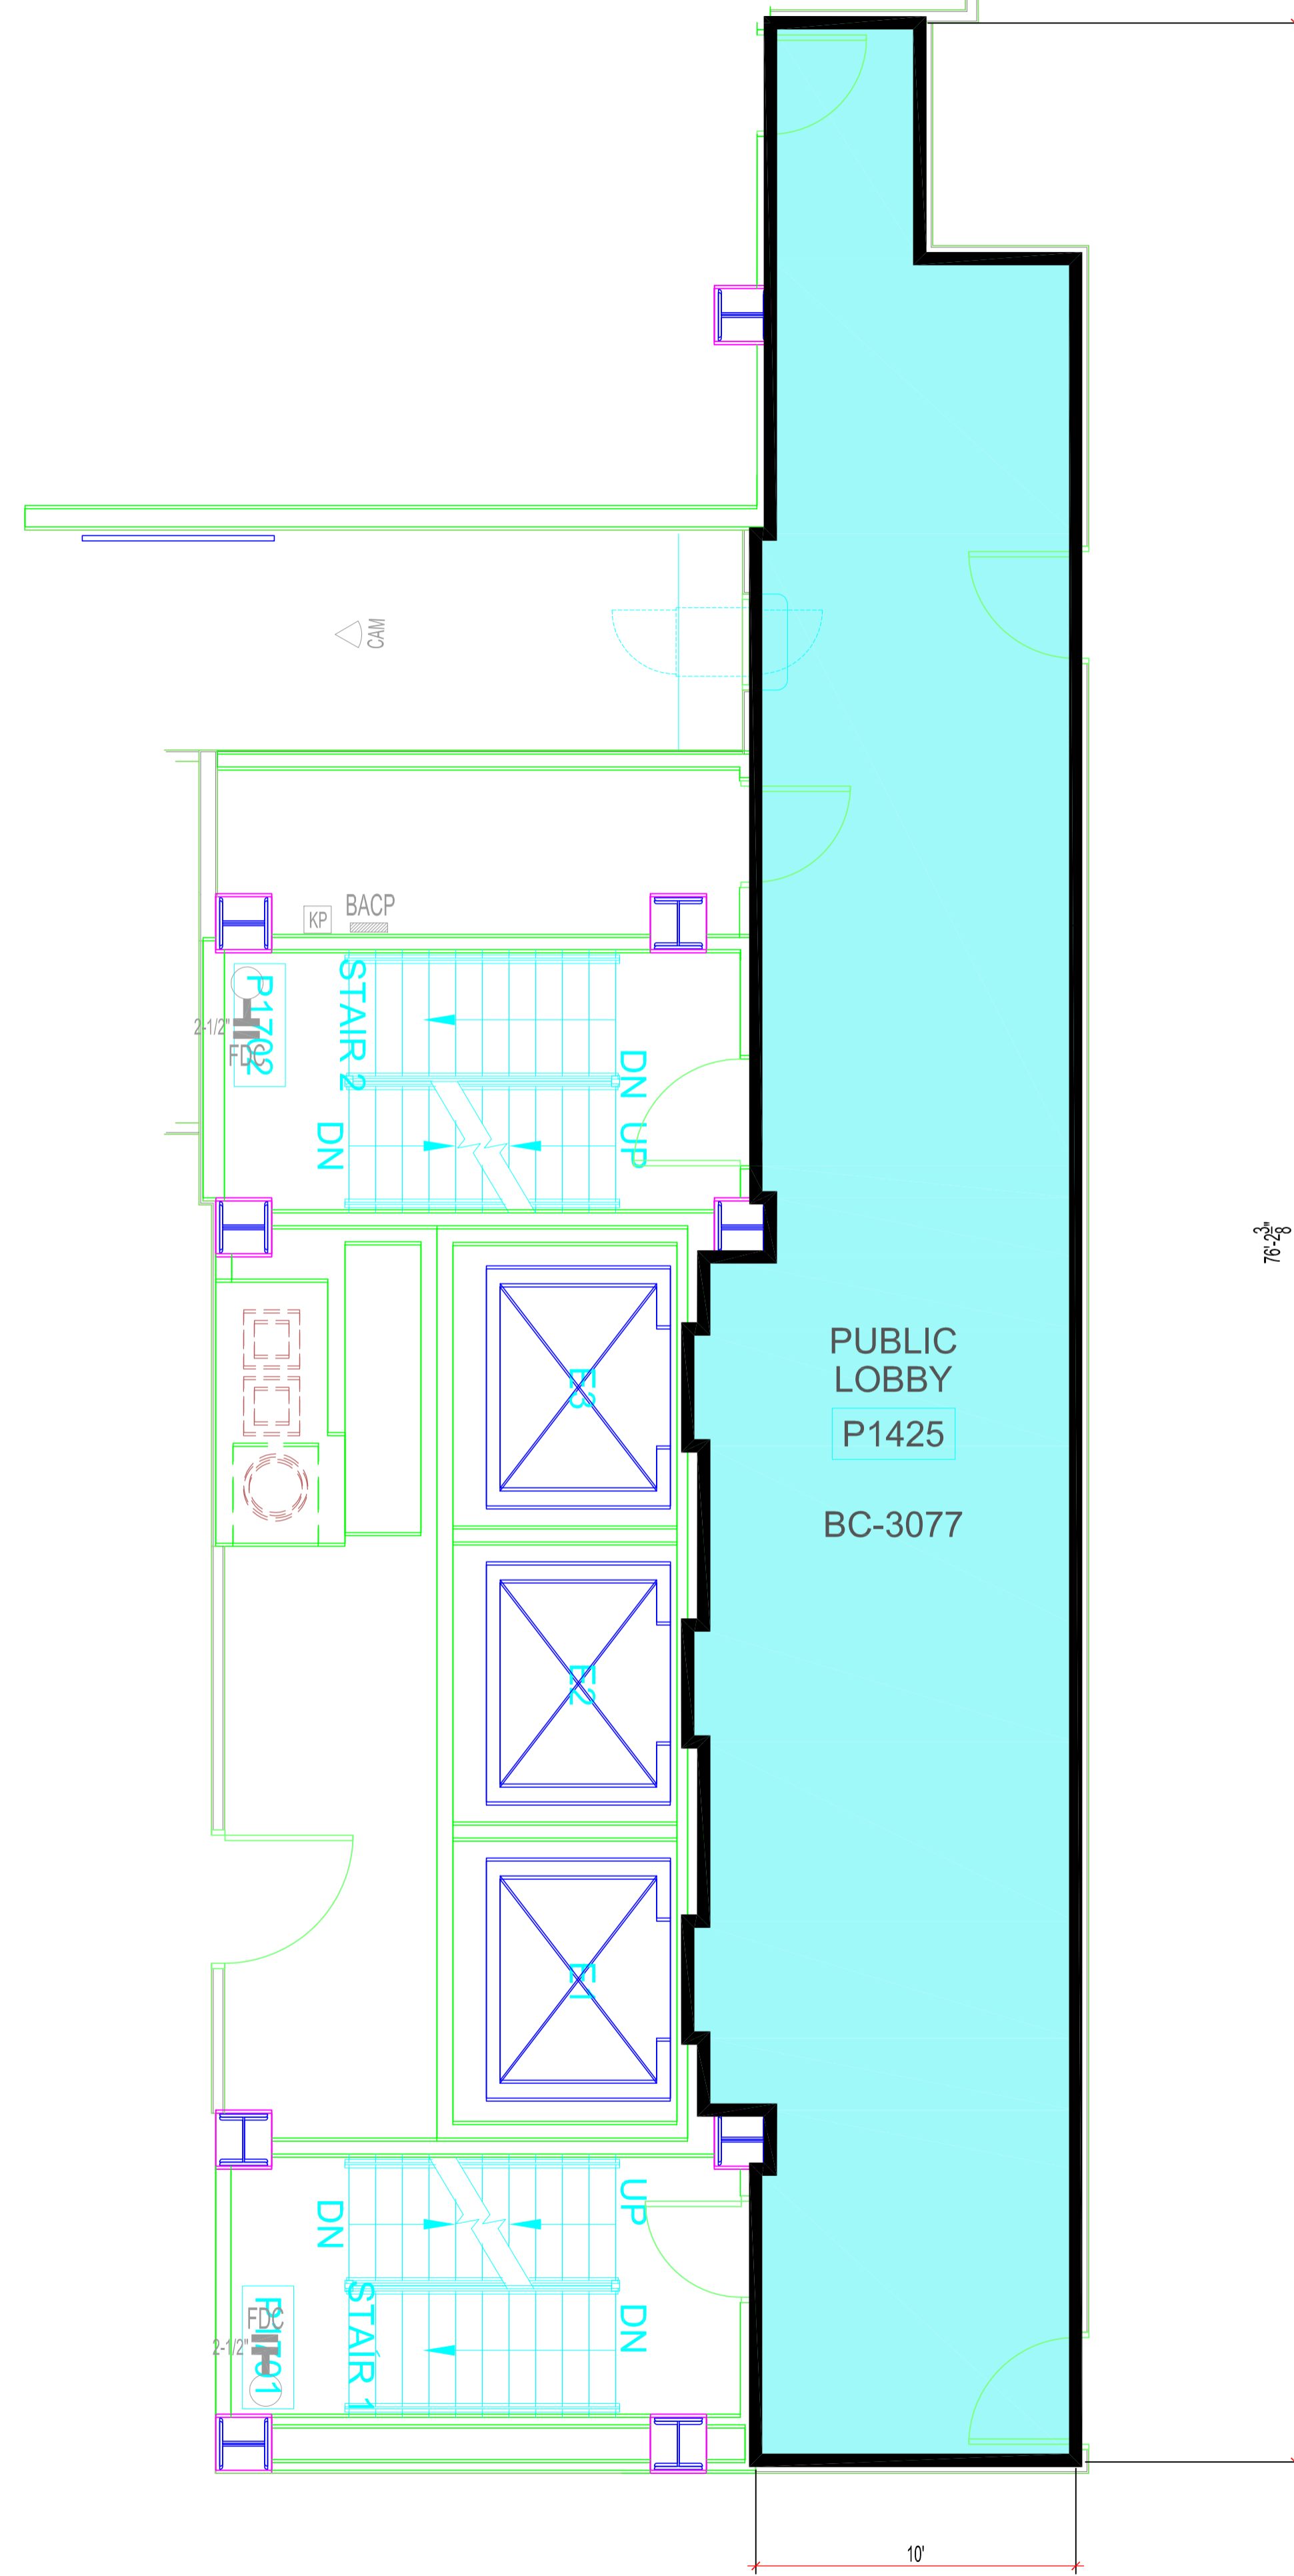 CAM
KP
BACP
P1702
2-1/2"
FDC
STAIR 2
DN
DN
UP
76'-2 3/8"
E3
PUBLIC
LOBBY
P1425
BC-3077
E2
E1
DN
UP
STAIR 1
DN
FDC
2-1/2"
P1701
10'